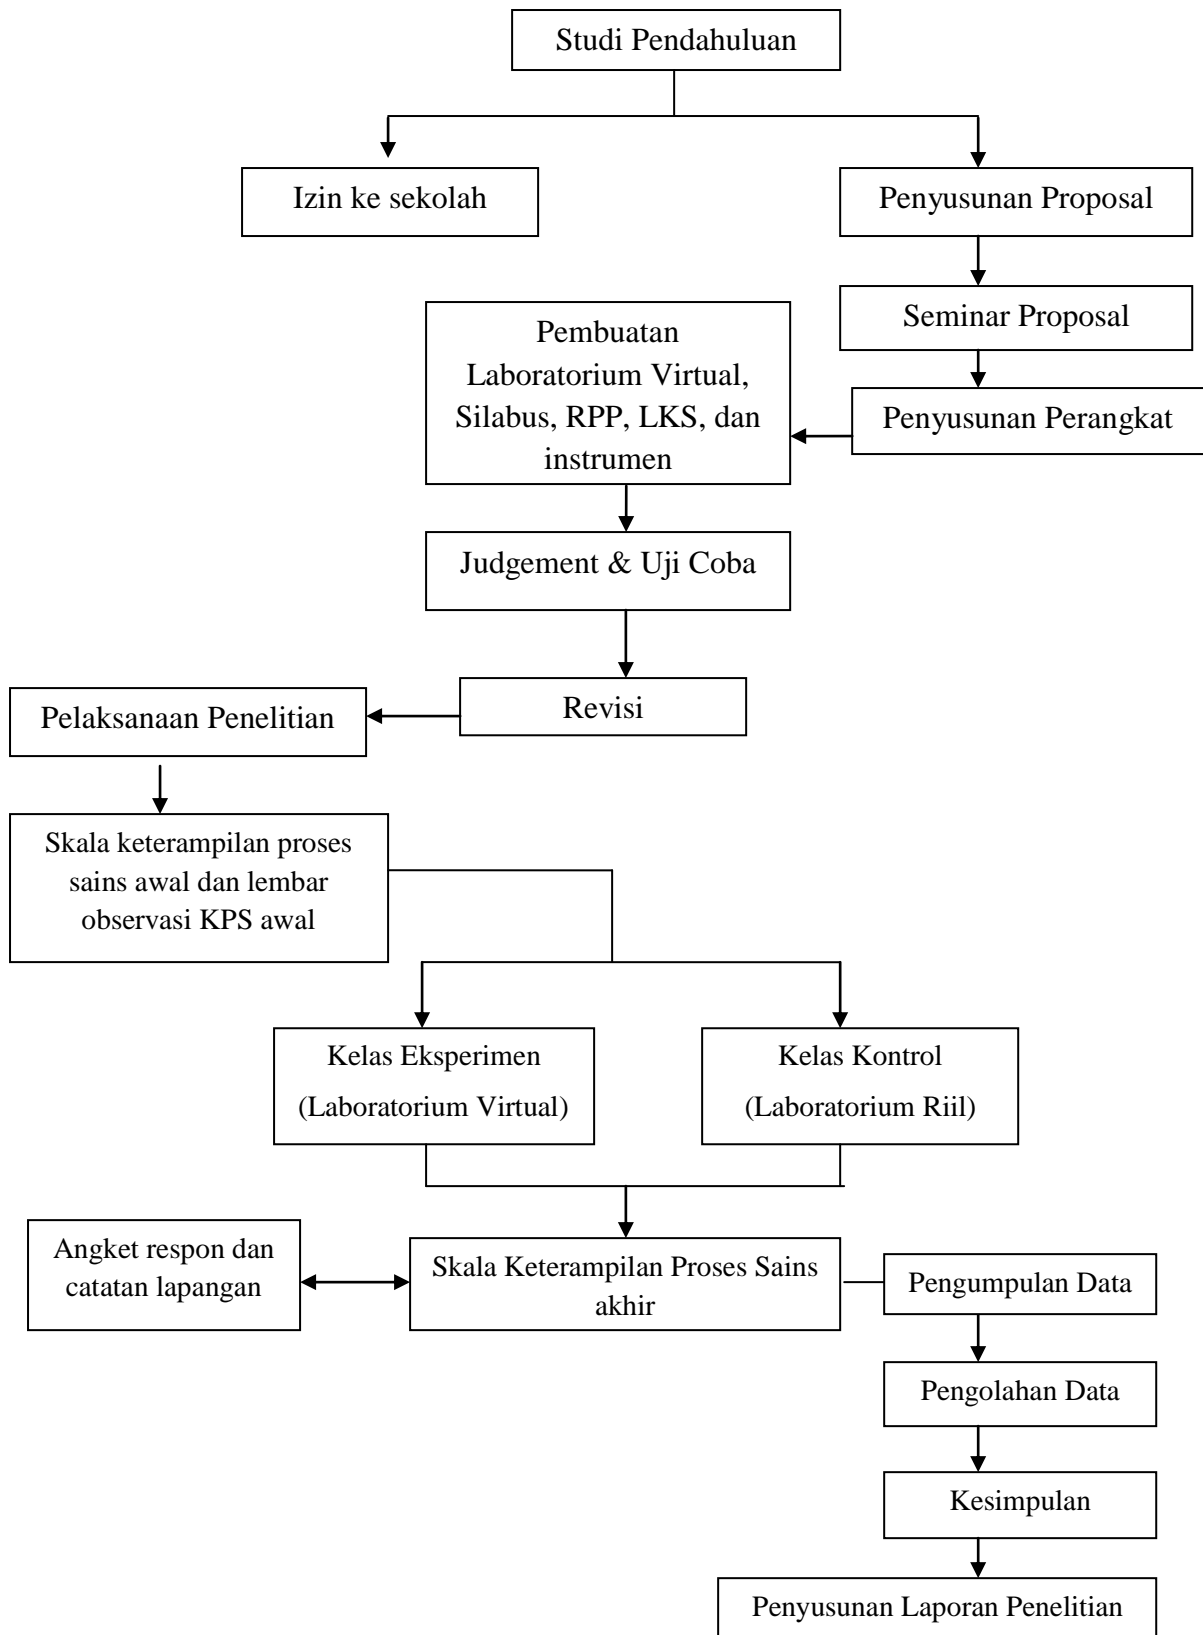 Studi Pendahuluan
Izin ke sekolah
Penyusunan Proposal
Seminar Proposal
Pembuatan
Laboratorium Virtual,
Silabus, RPP, LKS, dan
instrumen
Penyusunan Perangkat
Judgement & Uji Coba
Revisi
Pelaksanaan Penelitian
Skala keterampilan proses
sains awal dan lembar
observasi KPS awal
Kelas Eksperimen
(Laboratorium Virtual)
Kelas Kontrol
(Laboratorium Riil)
Angket respon dan
catatan lapangan
Skala Keterampilan Proses Sains
akhir
Pengumpulan Data
Pengolahan Data
Kesimpulan
Penyusunan Laporan Penelitian